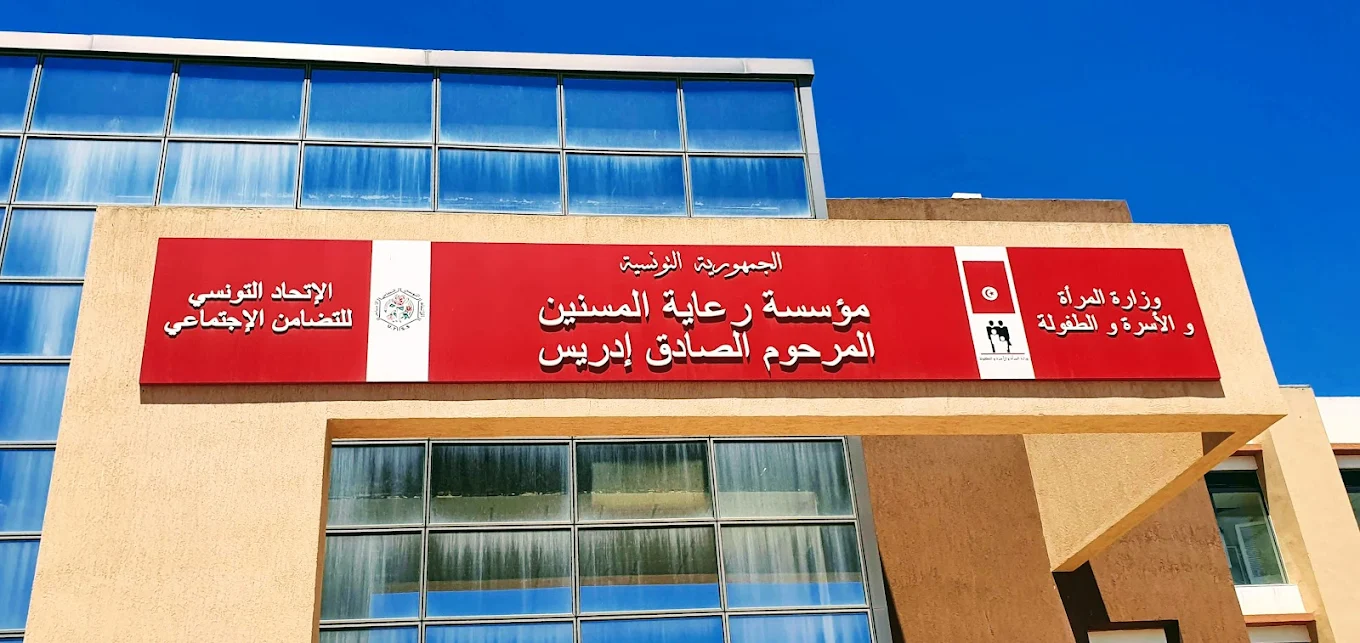 الجمهورية التونسية
وزارة المرأة
و الأسرة و الطفولة
مؤسسة رعاية المسنين
المرحوم الصادق إدريس
الإتحاد التونسي
للتضامن الإجتماعي